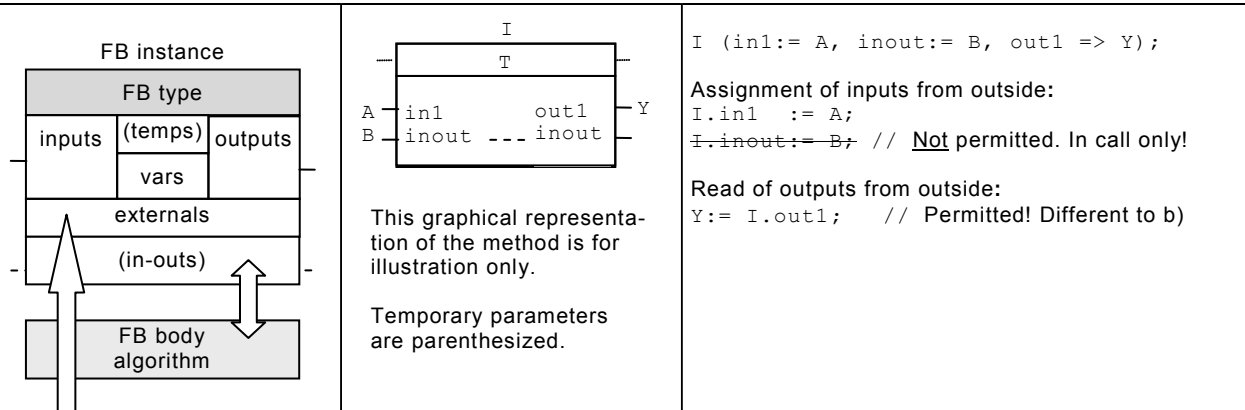 FB instance
FB type
inputs
(temps)
outputs
vars
externals
(in-outs)
FB body
algorithm
I
T
A
in1
out1
Y
B
inout
---
inout
This graphical representa-
tion of the method is for
illustration only.
Temporary parameters
are parenthesized.
I (in1:= A, inout:= B, out1 => Y);
Assignment of inputs from outside:
I.in1 := A;
I.inout:= B; // Not permitted. In call only!
Read of outputs from outside:
Y:= I.out1; // Permitted! Different to b)